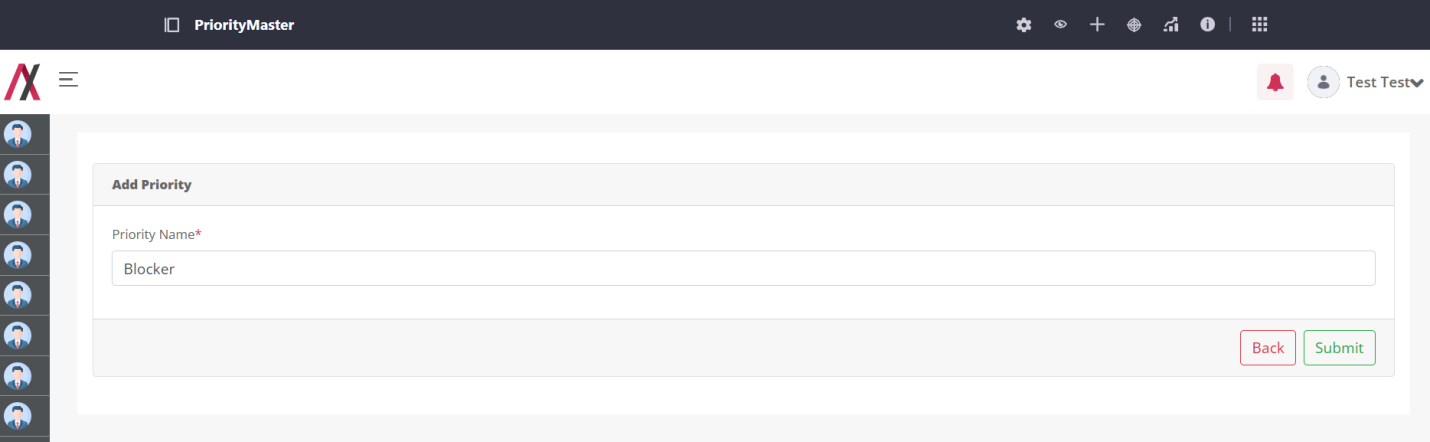 PriorityMaster
Test Test
Add Priority
Priority Name*
Blocker
Back Submit